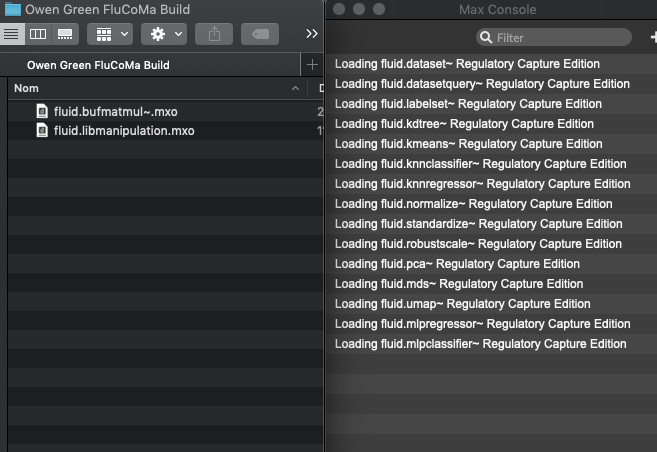 Owen Green FluCoMa Build
Owen Green FluCoMa Build
Nom
fluid.bufmatmul~.mxo 2
fluid.libmanipulation.mxo 1
Max Console
Filter
Loading fluid.dataset~ Regulatory Capture Edition
Loading fluid.datasetquery~ Regulatory Capture Edition
Loading fluid.labelset~ Regulatory Capture Edition
Loading fluid.kdtree~ Regulatory Capture Edition
Loading fluid.kmeans~ Regulatory Capture Edition
Loading fluid.knnclassifier~ Regulatory Capture Edition
Loading fluid.knnregressor~ Regulatory Capture Edition
Loading fluid.normalize~ Regulatory Capture Edition
Loading fluid.standardize~ Regulatory Capture Edition
Loading fluid.robustscale~ Regulatory Capture Edition
Loading fluid.pca~ Regulatory Capture Edition
Loading fluid.mds~ Regulatory Capture Edition
Loading fluid.umap~ Regulatory Capture Edition
Loading fluid.mlpregressor~ Regulatory Capture Edition
Loading fluid.mlpclassifier~ Regulatory Capture Edition